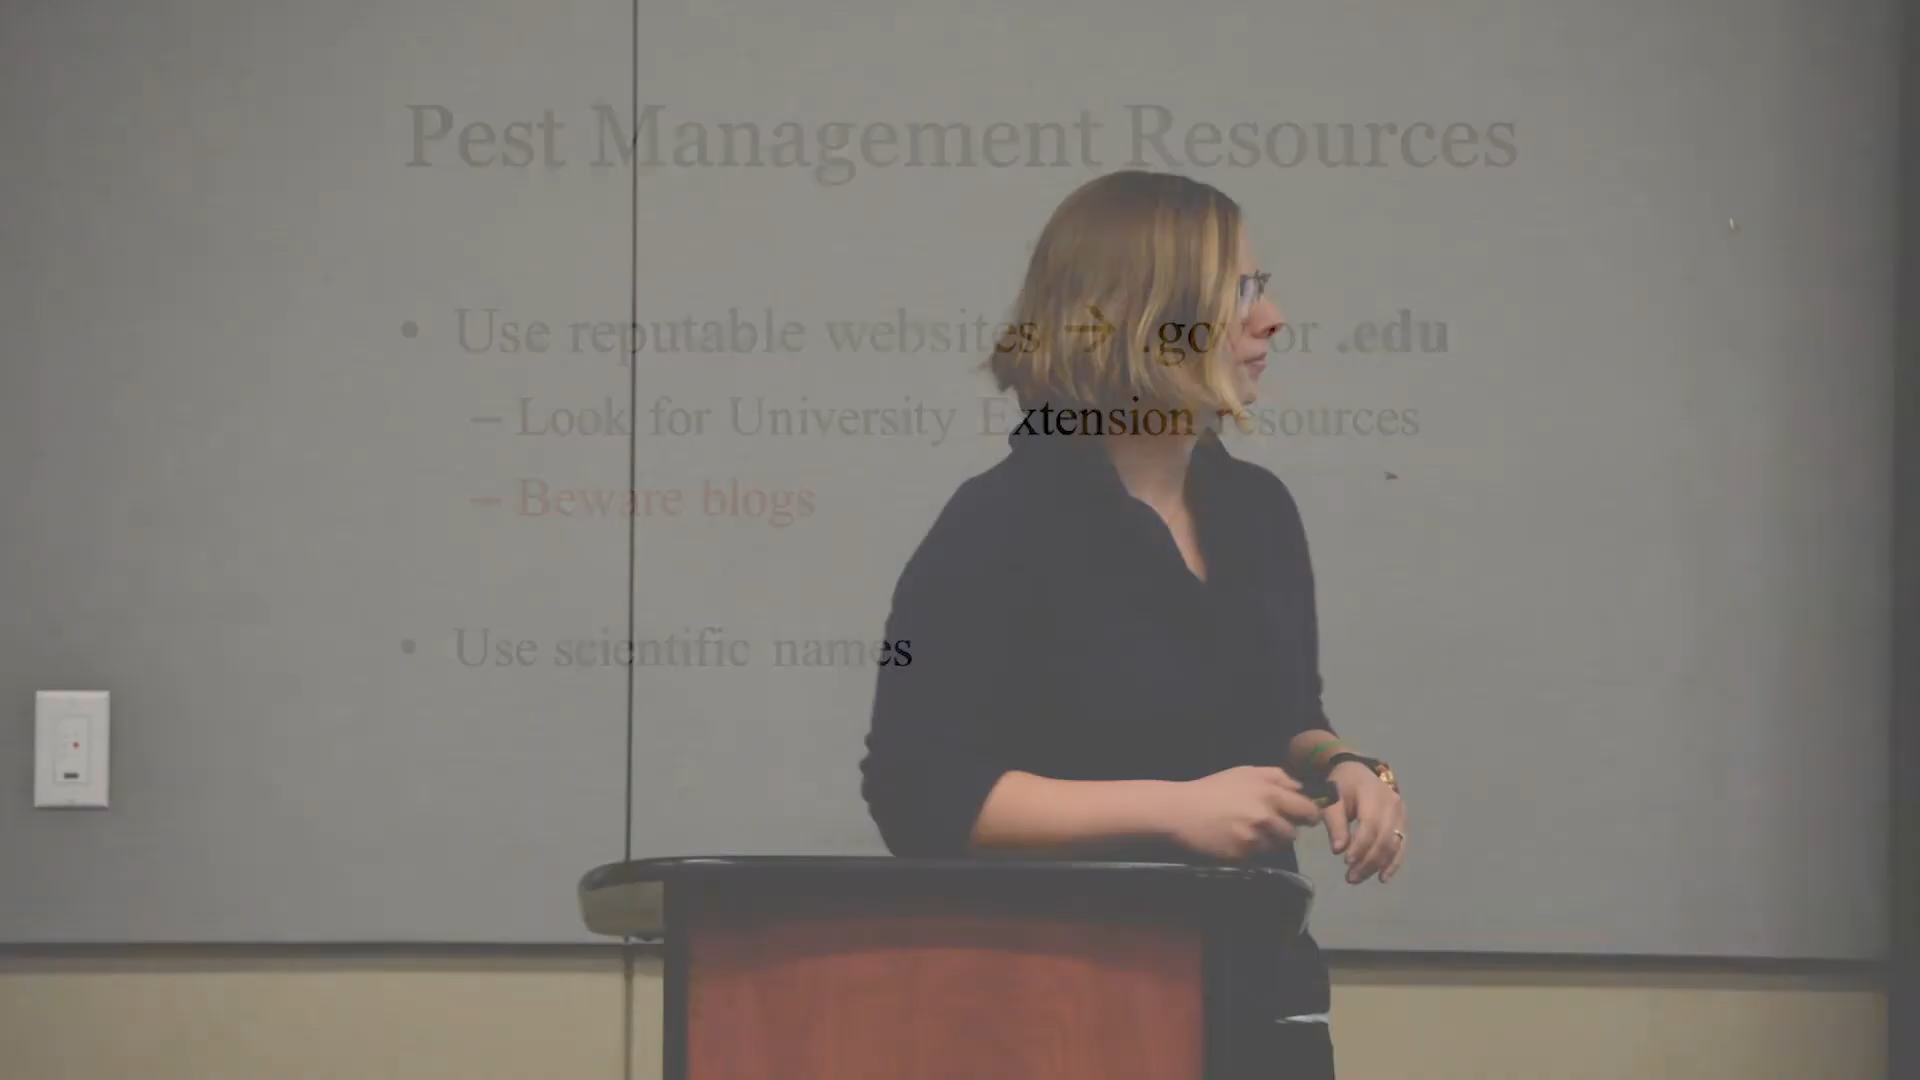 Pest Management Resources
• Use reputable websites → .gov or .edu
– Look for University Extension resources
– Beware blogs
• Use scientific names